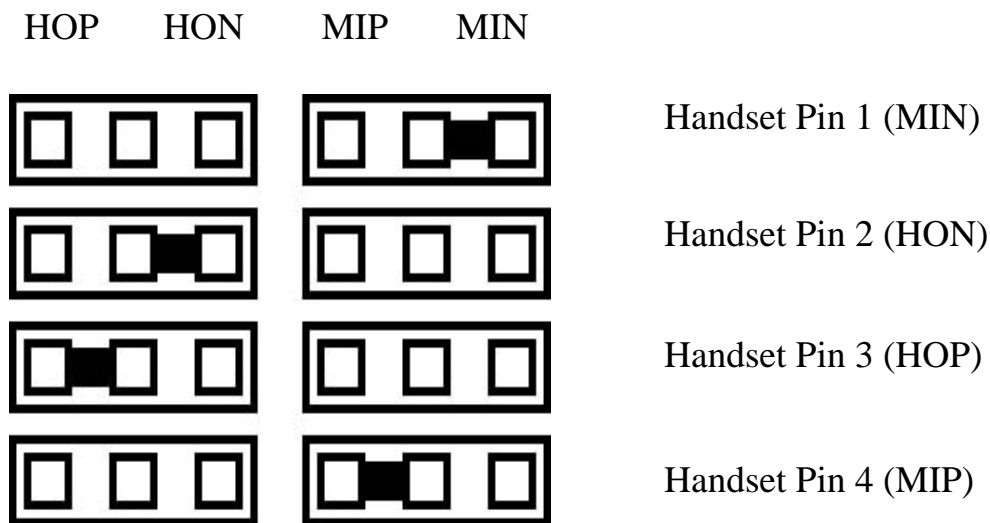 HOP HON MIP MIN
Handset Pin 1 (MIN)
Handset Pin 2 (HON)
Handset Pin 3 (HOP)
Handset Pin 4 (MIP)